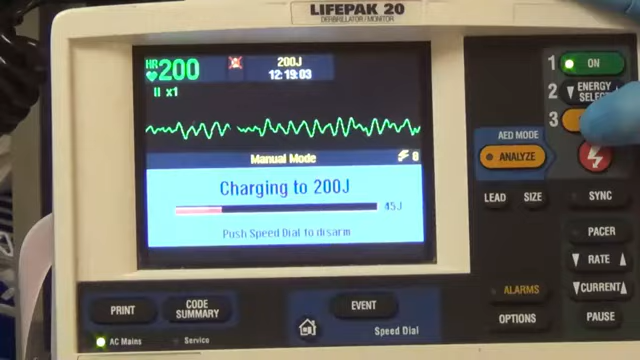 LIFEPAK 20
DEFIBRILLATOR/MONITOR
HR 200
200J
12:19:03
II x1
Manual Mode
0
Charging to 200J
45J
Push Speed Dial to disarm
1 ON
2 ENERGY SELECT
3
AED MODE
ANALYZE
LEAD
SIZE
SYNC
PACER
RATE
CURRENT
PAUSE
ALARMS
OPTIONS
PRINT
CODE SUMMARY
EVENT
Speed Dial
AC Mains
Service